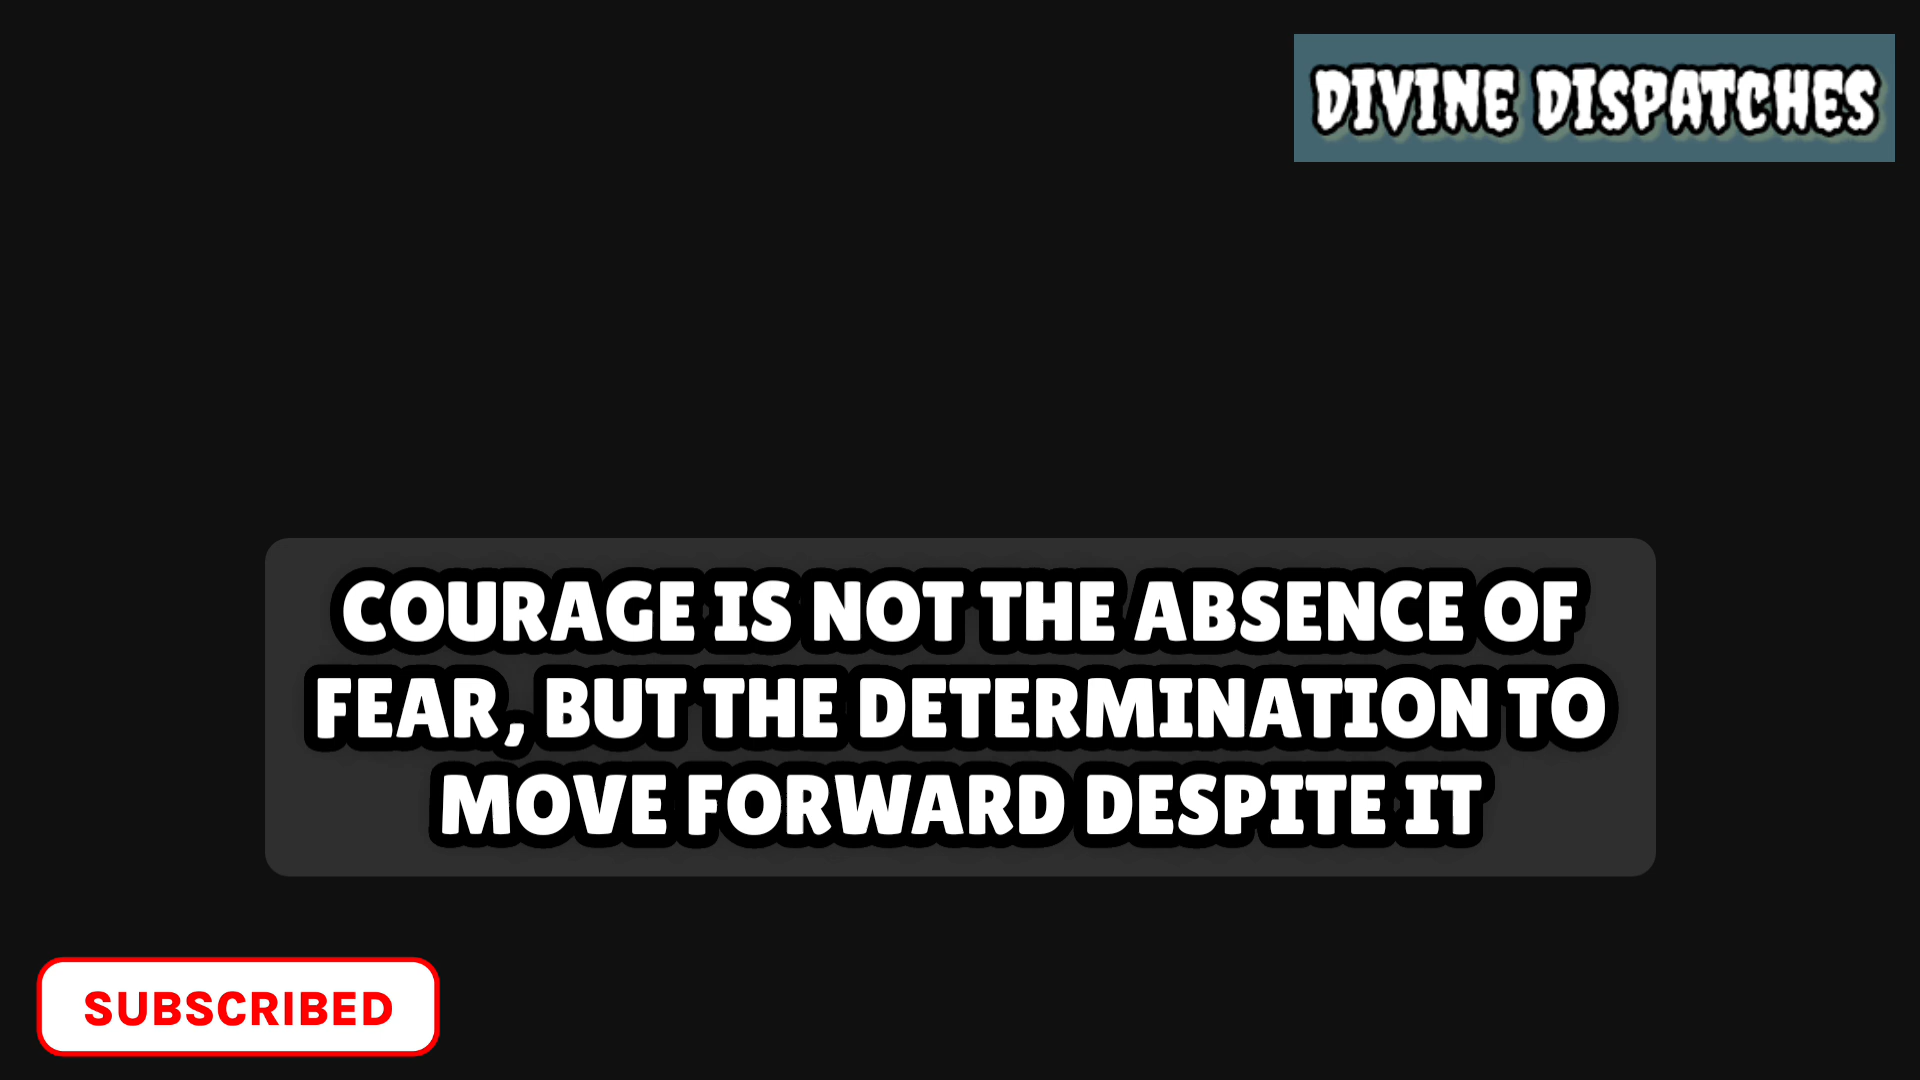 DIVINE DISPATCHES
COURAGE IS NOT THE ABSENCE OF
FEAR, BUT THE DETERMINATION TO
MOVE FORWARD DESPITE IT
SUBSCRIBED